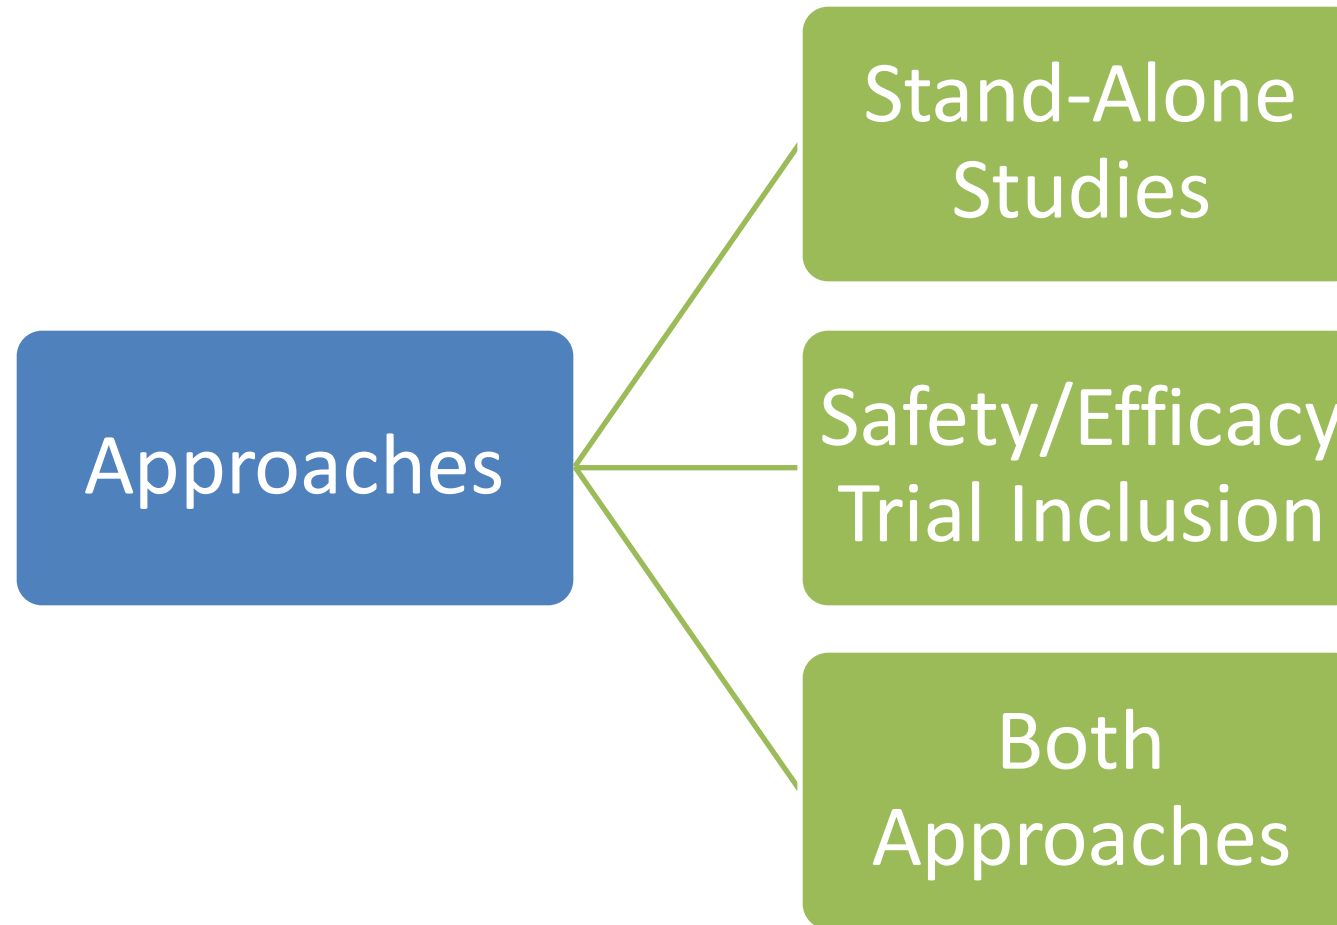 Stand-Alone
Studies
Approaches
Safety/Efficacy
Trial Inclusion
Both
Approaches